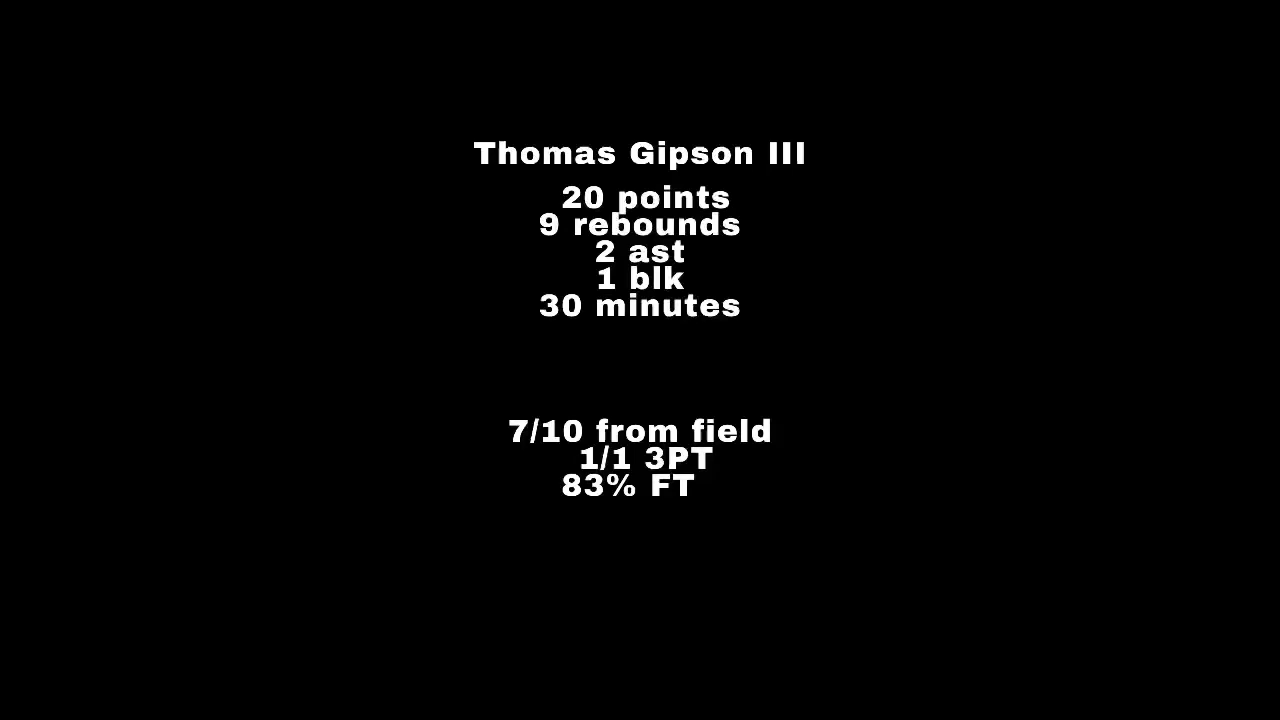 Thomas Gipson III
20 points
9 rebounds
2 ast
1 blk
30 minutes
7/10 from field
1/1 3PT
83% FT